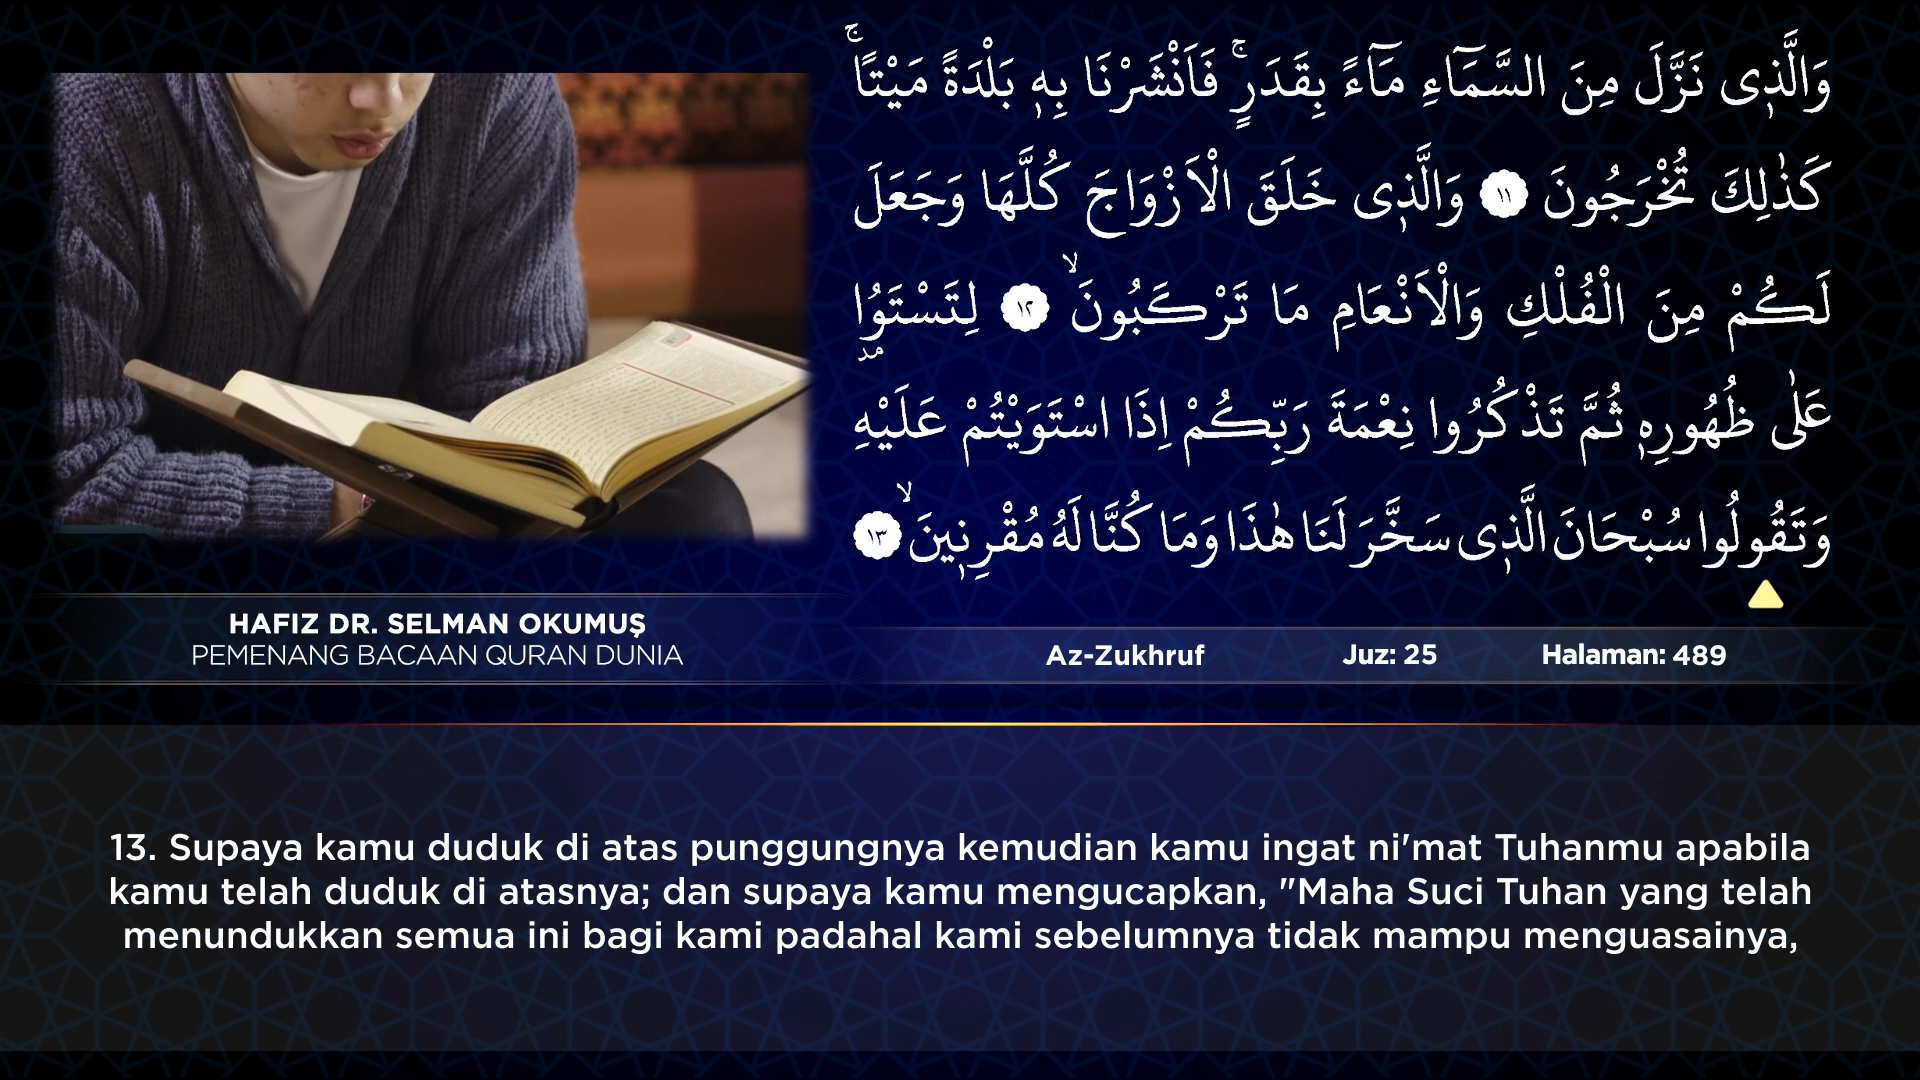 وَالَّذٖى نَزَّلَ مِنَ السَّمَٓاءِ مَٓاءً بِقَدَرٍۚ فَاَنْشَرْنَا بِهٖ بَلْدَةً مَيْتًاۚ
كَذٰلِكَ تُخْرَجُونَ ١١ وَالَّذٖى خَلَقَ الْاَزْوَاجَ كُلَّهَا وَجَعَلَ
لَكُمْ مِنَ الْفُلْكِ وَالْاَنْعَامِ مَا تَرْكَبُونَۙ ١٢ لِتَسْتَوُ۫ا
مد
عَلٰى ظُهُورِهٖ ثُمَّ تَذْكُرُوا نِعْمَةَ رَبِّكُمْ اِذَا اسْتَوَيْتُمْ عَلَيْهِ
وَتَقُولُوا سُبْحَانَ الَّذٖى سَخَّرَ لَنَا هٰذَا وَمَا كُنَّا لَهُ مُقْرِنٖينَۙ ١٣
HAFIZ DR. SELMAN OKUMUŞ
PEMENANG BACAAN QURAN DUNIA
Az-Zukhruf Juz: 25 Halaman: 489
13. Supaya kamu duduk di atas punggungnya kemudian kamu ingat ni'mat Tuhanmu apabila
kamu telah duduk di atasnya; dan supaya kamu mengucapkan, "Maha Suci Tuhan yang telah
menundukkan semua ini bagi kami padahal kami sebelumnya tidak mampu menguasainya,